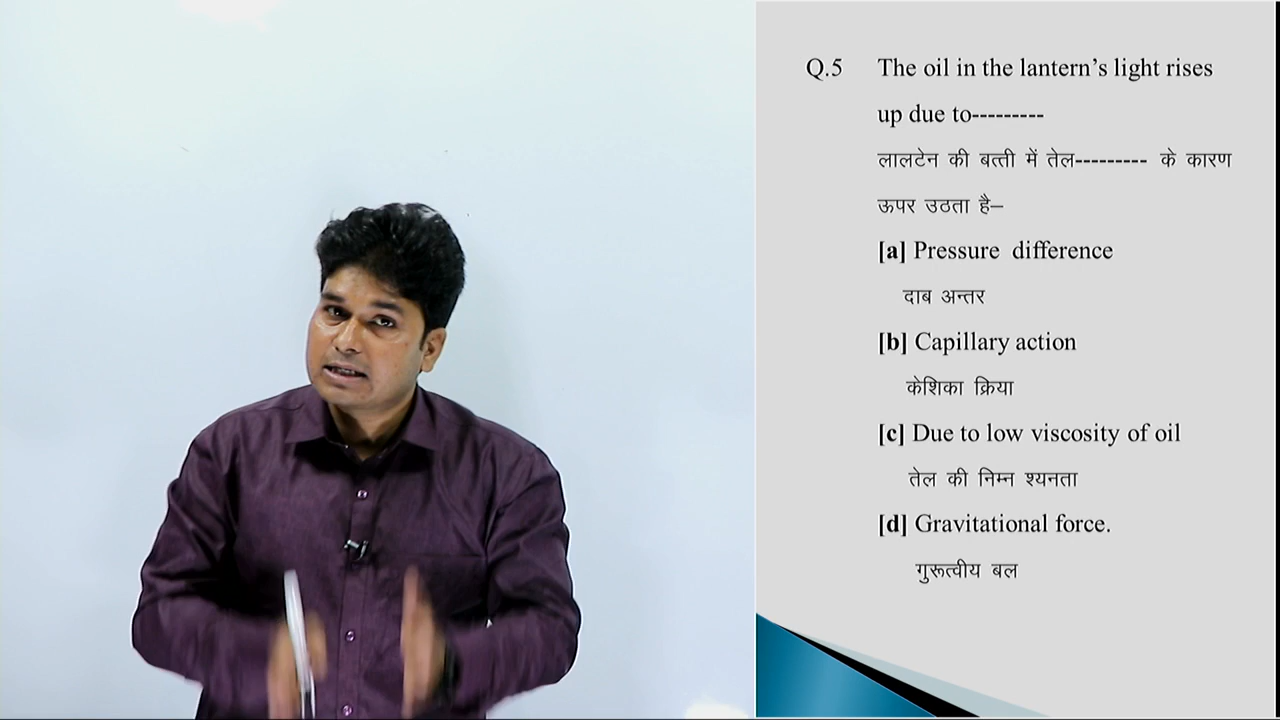 Q.5 The oil in the lantern’s light rises
up due to---------
लालटेन की बत्ती में तेल--------- के कारण
ऊपर उठता है–
[a] Pressure difference
दाब अन्तर
[b] Capillary action
केशिका क्रिया
[c] Due to low viscosity of oil
तेल की निम्न श्यनता
[d] Gravitational force.
गुरूत्वीय बल